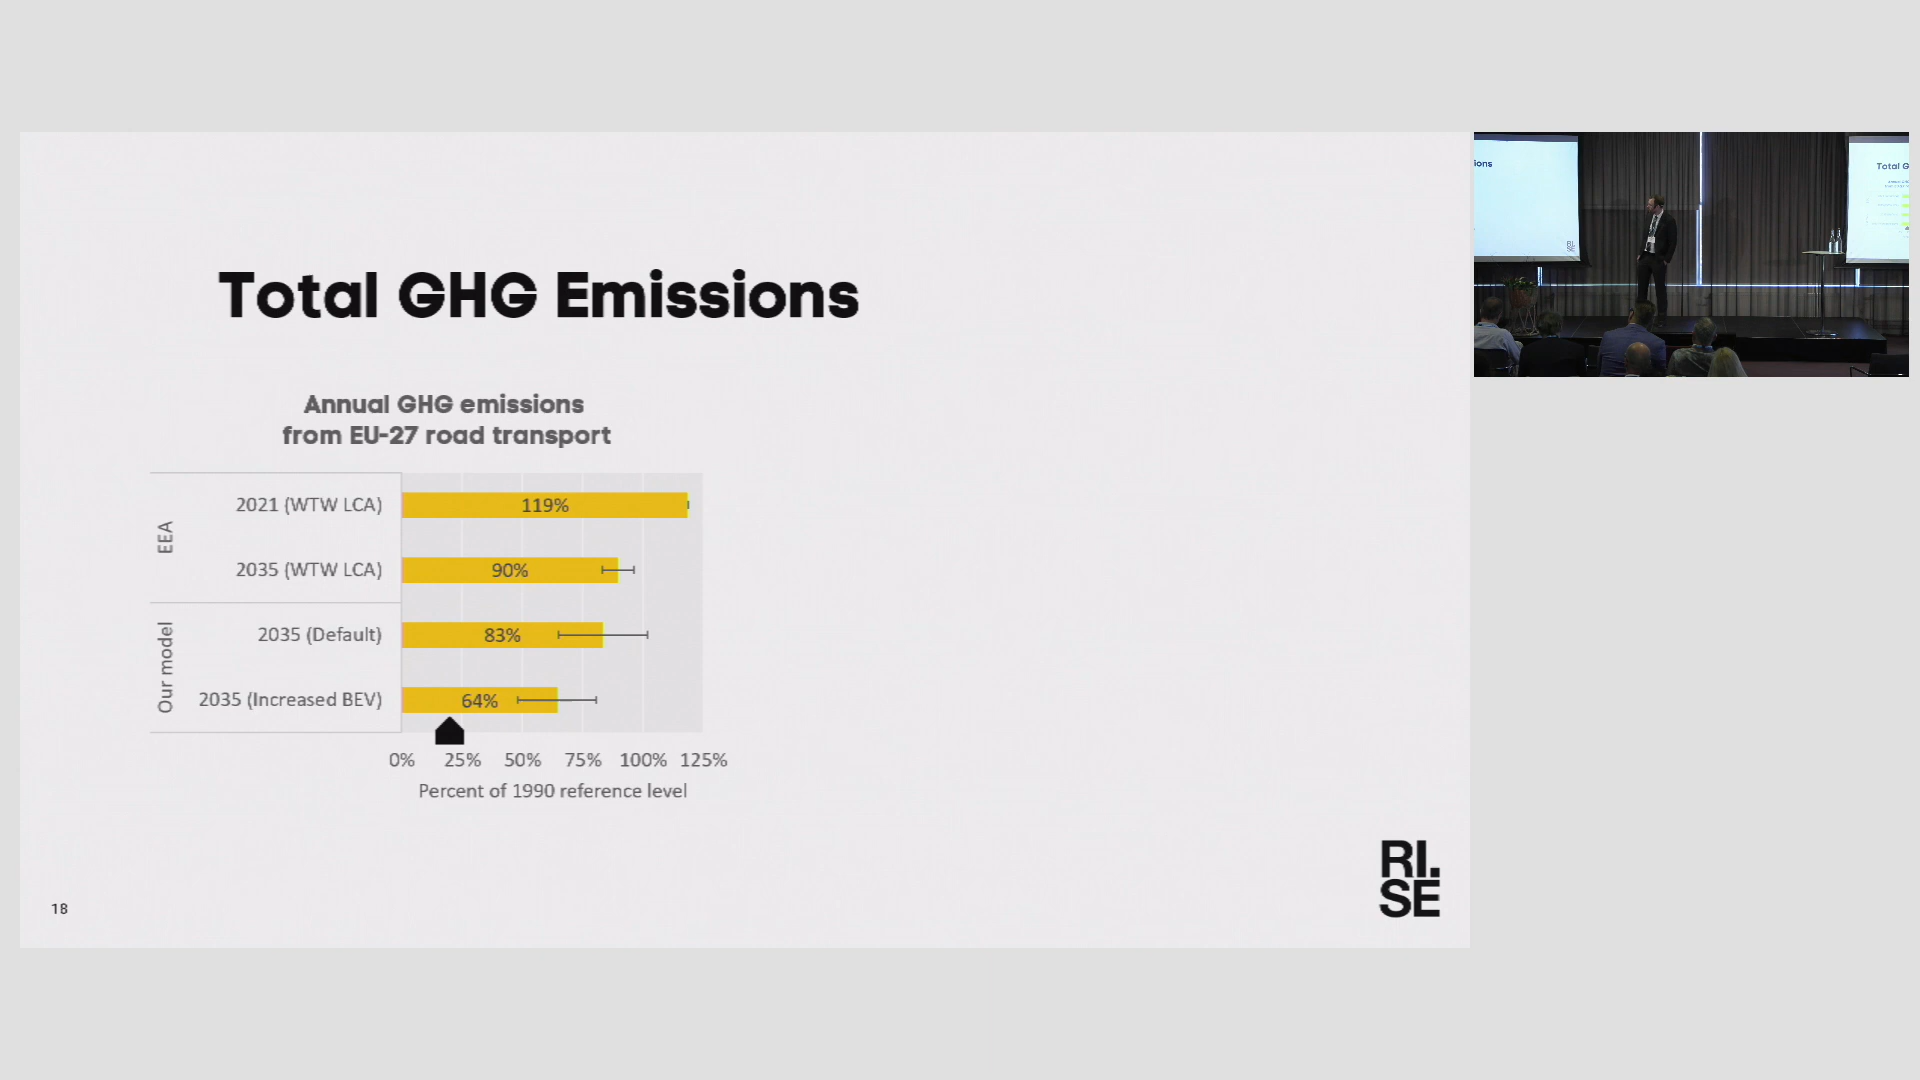 Total GHG Emissions
Annual GHG emissions
from EU-27 road transport
EEA
2021 (WTW LCA)
119%
2035 (WTW LCA)
90%
Our model
2035 (Default)
83%
2035 (Increased BEV)
64%
0% 25% 50% 75% 100% 125%
Percent of 1990 reference level
18
RI.
SE
ions
Total G